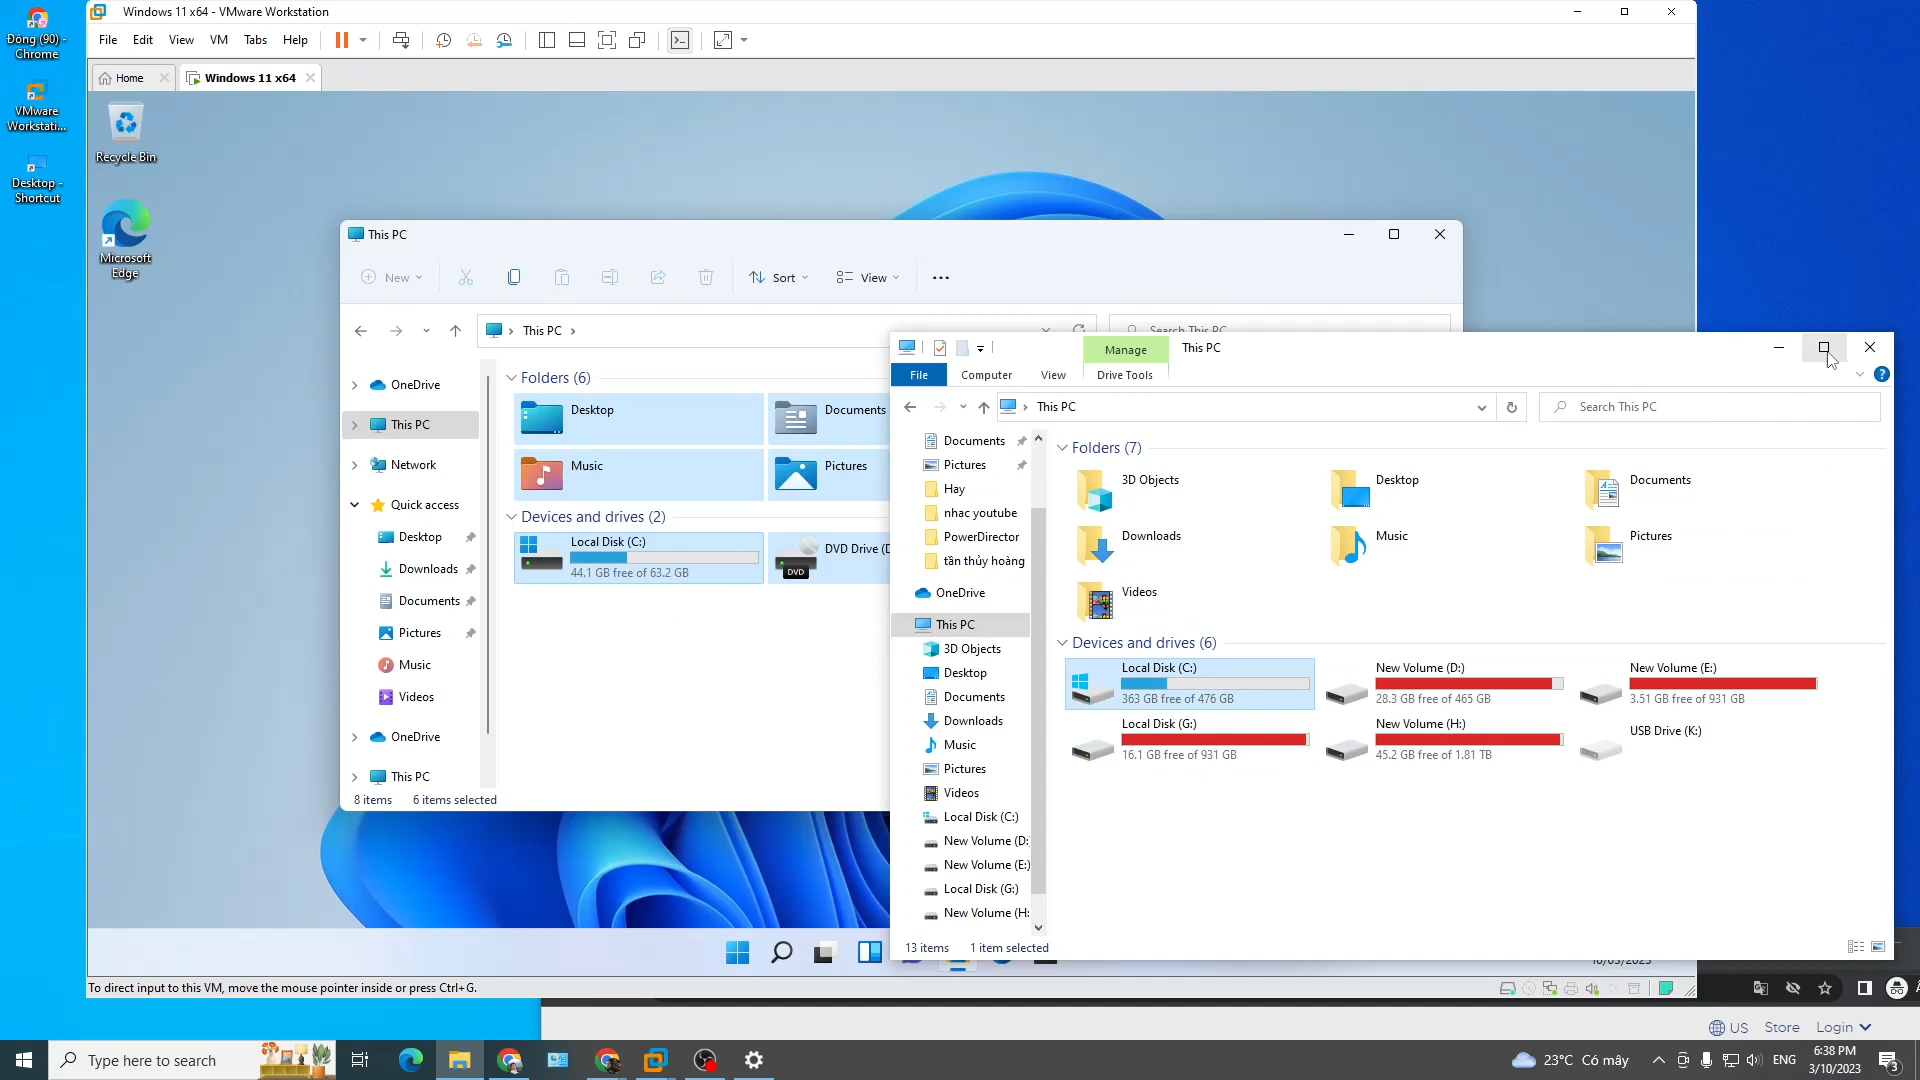 Đông (90) -
Chrome
VMware
Workstati...
Desktop -
Shortcut
Windows 11 x64 - VMware Workstation
File Edit View VM Tabs Help
Home
Windows 11 x64
Recycle Bin
Microsoft
Edge
This PC
New
Sort
View
This PC
Search This PC
OneDrive
This PC
Network
Quick access
Desktop
Downloads
Documents
Pictures
Music
Videos
OneDrive
This PC
Folders (6)
Desktop
Documents
Music
Pictures
Devices and drives (2)
Local Disk (C:)
44.1 GB free of 63.2 GB
DVD Drive (D
DVD
8 items 6 items selected
Manage This PC
File Computer View Drive Tools
This PC
Search This PC
Documents
Pictures
Hay
nhac youtube
PowerDirector
tần thủy hoàng
OneDrive
This PC
3D Objects
Desktop
Documents
Downloads
Music
Pictures
Videos
Local Disk (C:)
New Volume (D:
New Volume (E:)
Local Disk (G:)
New Volume (H:
Folders (7)
3D Objects
Desktop
Documents
Downloads
Music
Pictures
Videos
Devices and drives (6)
Local Disk (C:)
363 GB free of 476 GB
New Volume (D:)
28.3 GB free of 465 GB
New Volume (E:)
3.51 GB free of 931 GB
Local Disk (G:)
16.1 GB free of 931 GB
New Volume (H:)
45.2 GB free of 1.81 TB
USB Drive (K:)
13 items 1 item selected
10/03/2023
To direct input to this VM, move the mouse pointer inside or press Ctrl+G.
US Store Login
Type here to search
23°C Có mây
ENG
6:38 PM
3/10/2023
3